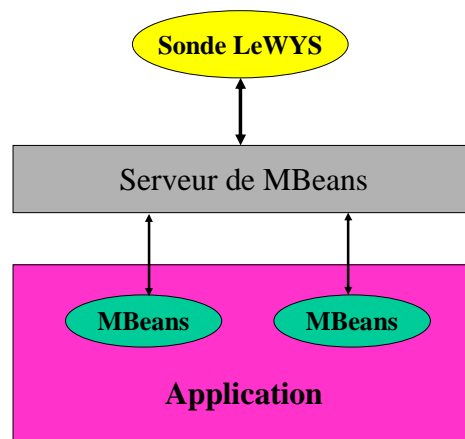 Sonde LeWYS
Serveur de MBeans
MBeans
MBeans
Application